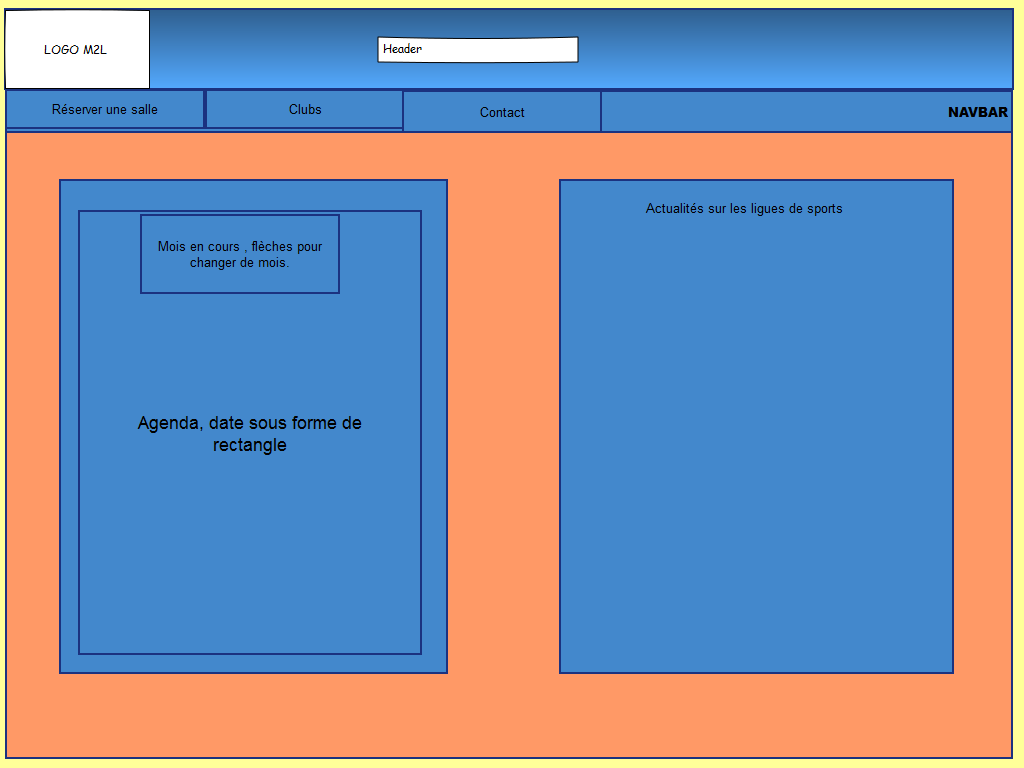 LOGO M2L
Header
Réserver une salle
Clubs
Contact
NAVBAR
Mois en cours , flèches pour
changer de mois.
Agenda, date sous forme de
rectangle
Actualités sur les ligues de sports